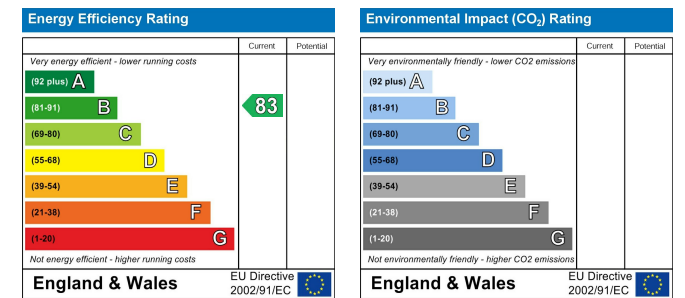 Energy Efficiency Rating
Current Potential
Very energy efficient - lower running costs
(92 plus) A
(81-91) B
83
(69-80) C
(55-68) D
(39-54) E
(21-38) F
(1-20) G
Not energy efficient - higher running costs
England & Wales
EU Directive
2002/91/EC
Environmental Impact (CO2) Rating
Current Potential
Very environmentally friendly - lower CO2 emissions
(92 plus) A
(81-91) B
(69-80) C
(55-68) D
(39-54) E
(21-38) F
(1-20) G
Not environmentally friendly - higher CO2 emissions
England & Wales
EU Directive
2002/91/EC